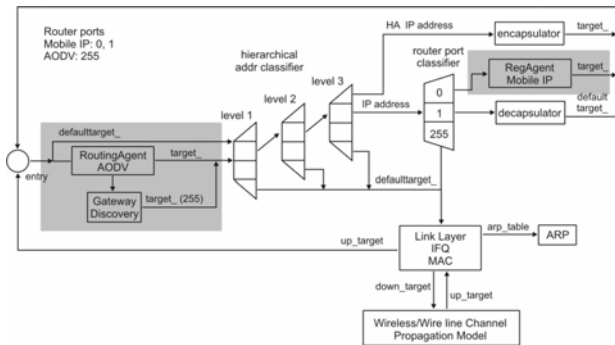 Router ports
Mobile IP: 0, 1
AODV: 255
HA IP address
encapsulator
target_
hierarchical
addr classifier
router port
classifier
level 1
level 2
level 3
IP address
0
1
255
RegAgent
Mobile IP
target_
decapsulator
default
target_
defaulttarget_
entry
RoutingAgent
AODV
target_
Gateway
Discovery
target_ (255)
defaulttarget_
up_target
Link Layer
IFQ
MAC
arp_table
ARP
down_target
up_target
Wireless/Wire line Channel
Propagation Model